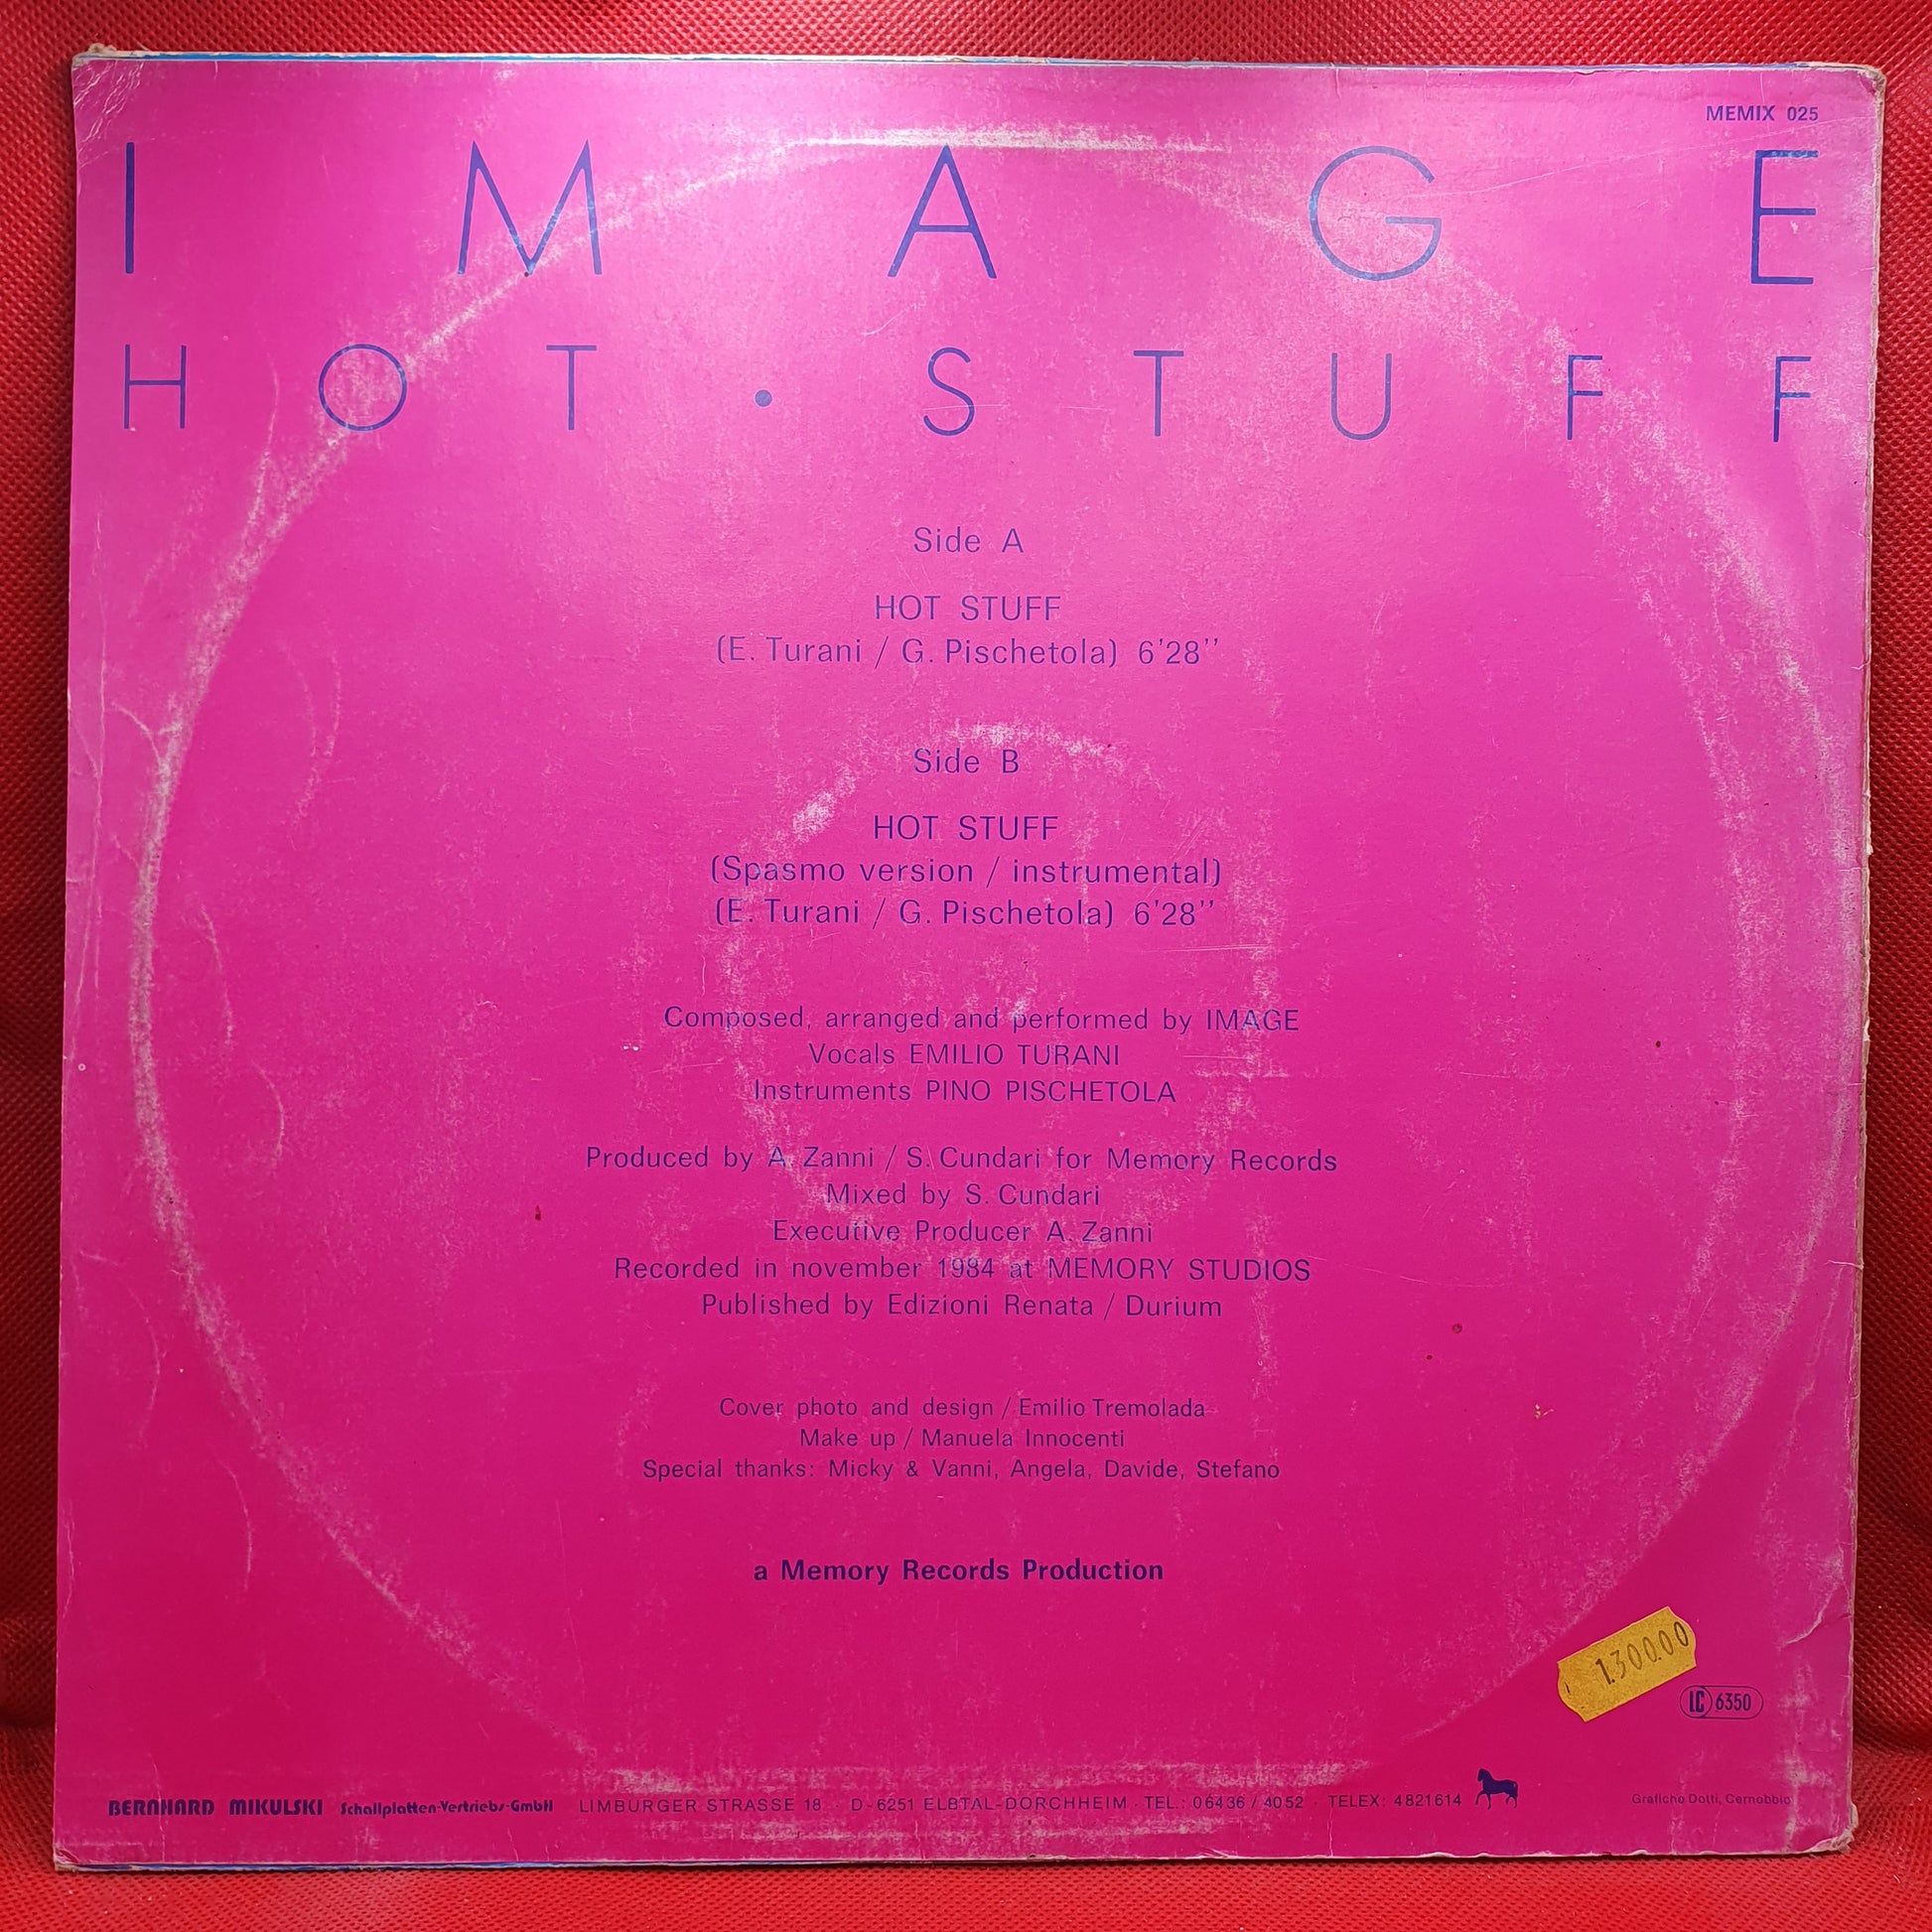 MEMIX 025
IMAGE
HOT • STUFF
Side A
HOT STUFF
(E. Turani / G. Pischetola) 6'28''
Side B
HOT STUFF
(Spasmo version / instrumental)
(E. Turani / G. Pischetola) 6'28''
Composed, arranged and performed by IMAGE
Vocals EMILIO TURANI
Instruments PINO PISCHETOLA
Produced by A. Zanni / S. Cundari for Memory Records
Mixed by S. Cundari
Executive Producer A. Zanni
Recorded in november 1984 at MEMORY STUDIOS
Published by Edizioni Renata / Durium
Cover photo and design / Emilio Tremolada
Make up / Manuela Innocenti
Special thanks: Micky & Vanni, Angela, Davide, Stefano
a Memory Records Production
1.300.00
LC 6350
BERNHARD MIKULSKI Schallplatten-Vertriebs-GmbH LIMBURGER STRASSE 18 · D-6251 ELBTAL-DORCHHEIM · TEL.: 06436 / 4052 · TELEX: 4821614
Grafiche Dotti, Cernobbio